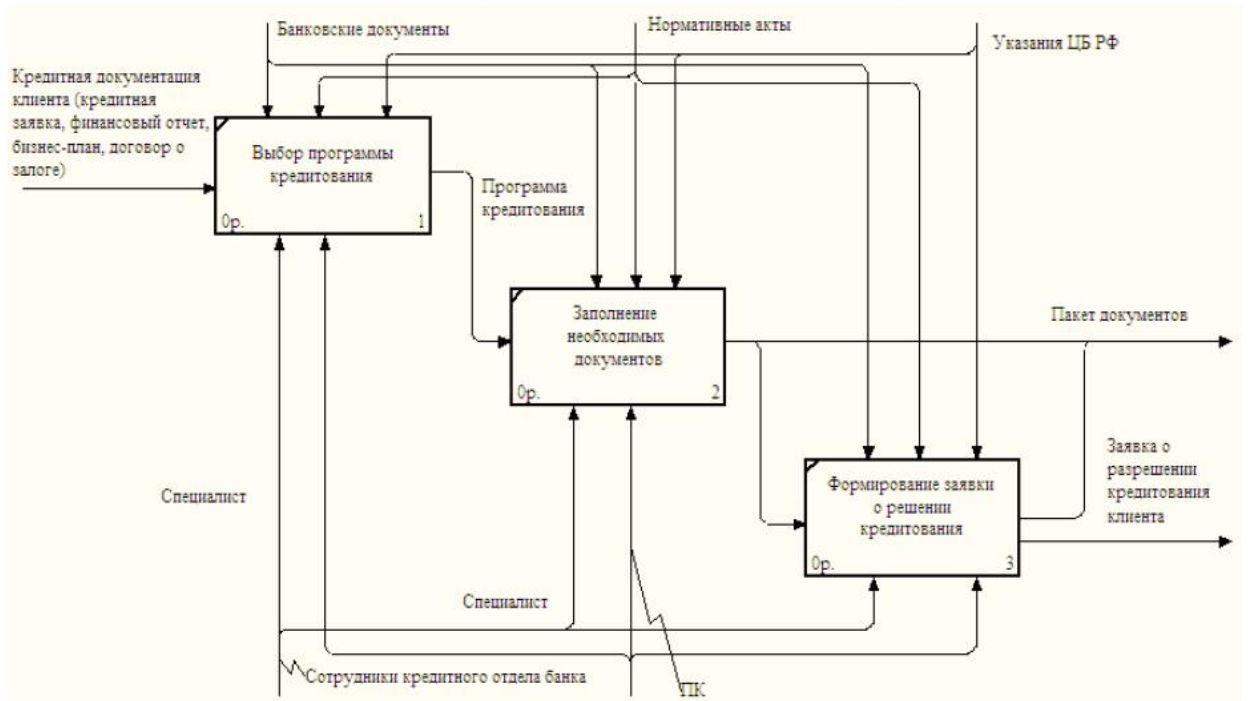 Банковские документы
Нормативные акты
Указания ЦБ РФ
Кредитная документация
клиента (кредитная
заявка, финансовый отчет,
бизнес-план, договор о
залоге)
Выбор программы
кредитования
0р.
1
Программа
кредитования
Заполнение
необходимых
документов
0р.
2
Пакет документов
Формирование заявки
о решении
кредитования
0р.
3
Заявка о
разрешении
кредитования
клиента
Специалист
Специалист
Сотрудники кредитного отдела банка
ПК